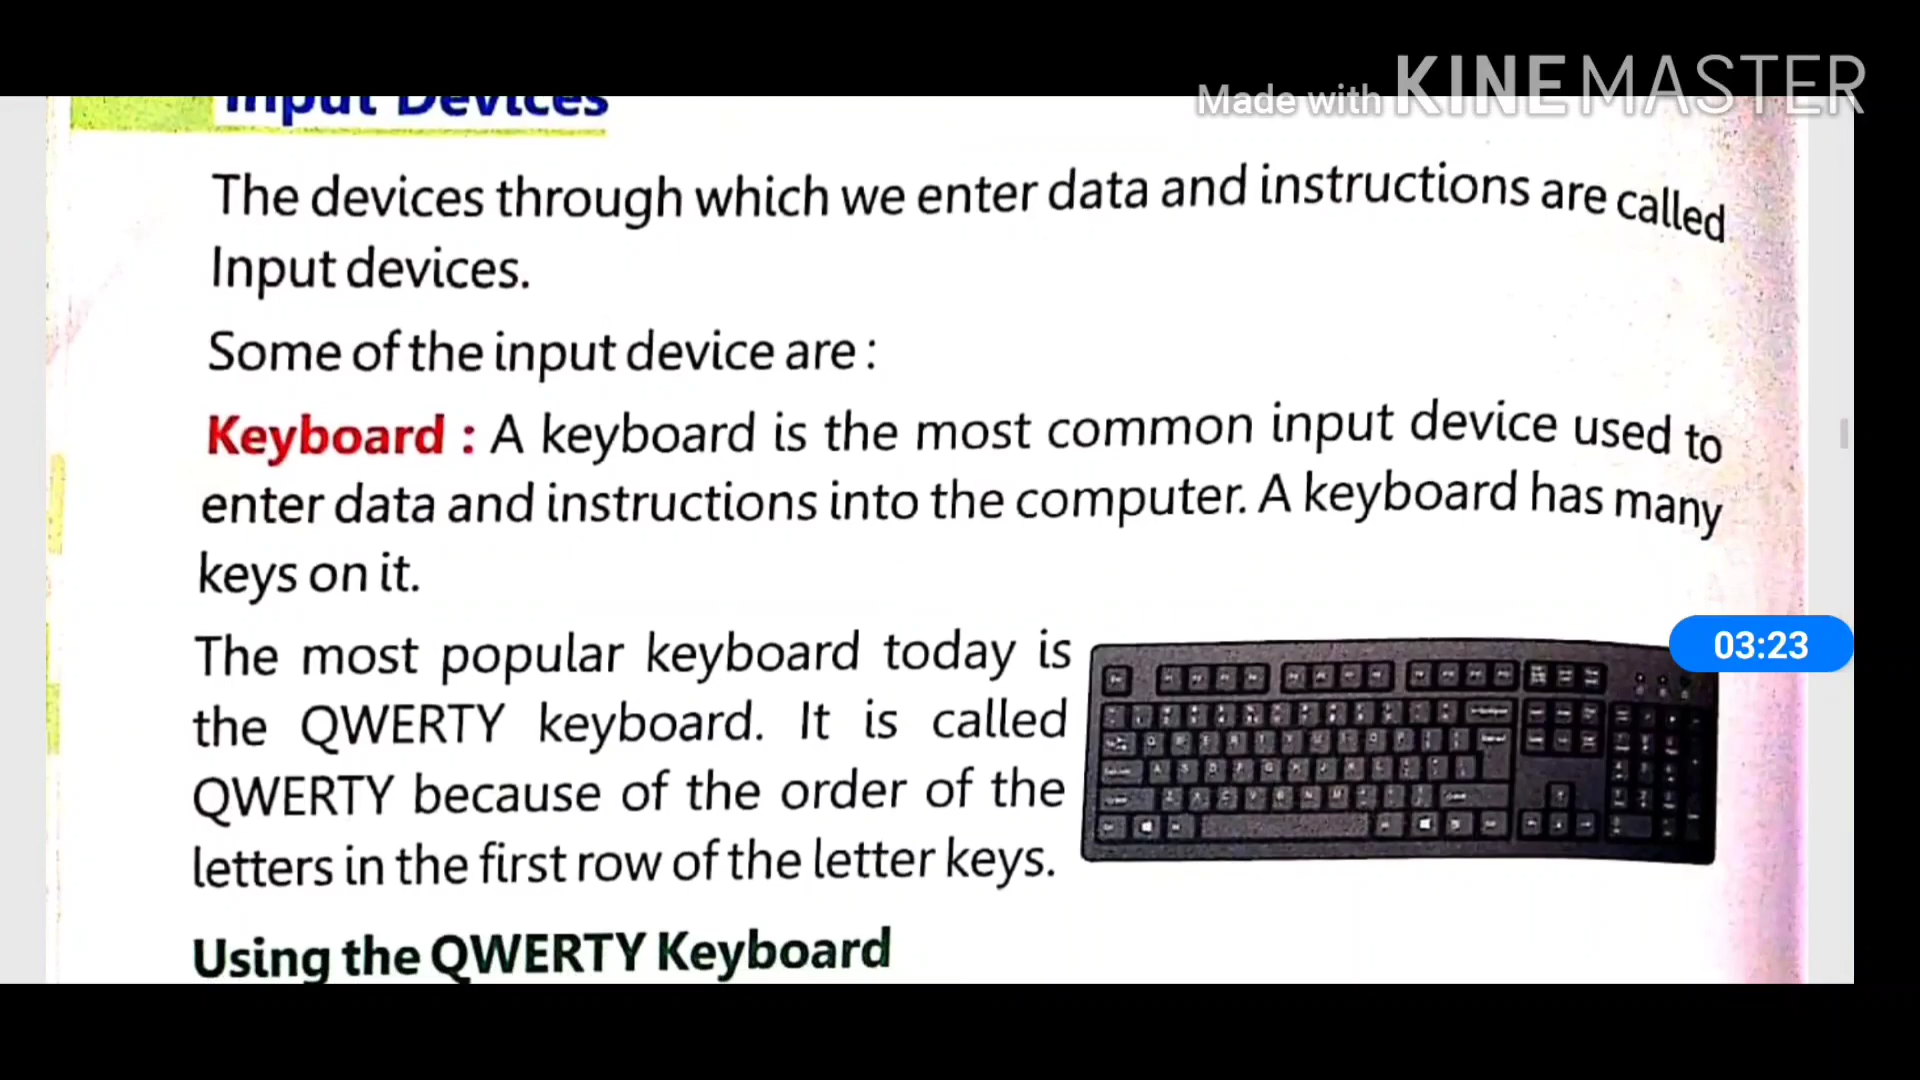 Made with KINEMASTER
Input Devices
The devices through which we enter data and instructions are called
Input devices.
Some of the input device are :
Keyboard : A keyboard is the most common input device used to
enter data and instructions into the computer. A keyboard has many
keys on it.
The most popular keyboard today is
the QWERTY keyboard. It is called
QWERTY because of the order of the
letters in the first row of the letter keys.
03:23
Using the QWERTY Keyboard